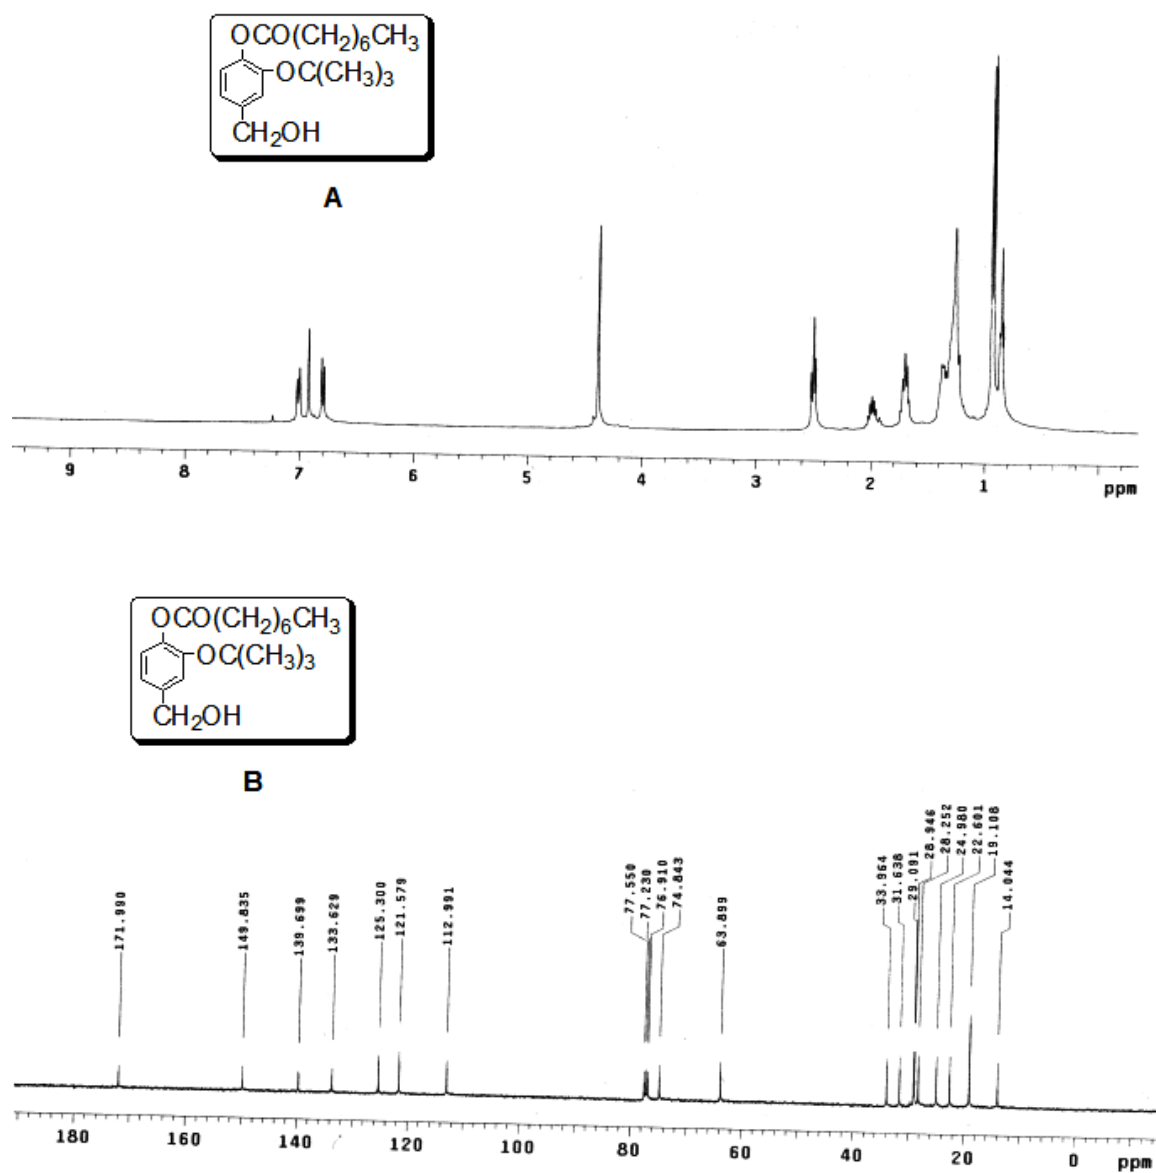 OCO(CH2)6CH3
OC(CH3)3
CH2OH
A
9 8 7 6 5 4 3 2 1 ppm
OCO(CH2)6CH3
OC(CH3)3
CH2OH
B
171.990
149.835
139.699
133.629
125.300
121.579
112.991
77.550
77.230
76.910
74.843
63.899
33.964
31.638
29.091
28.946
28.252
24.980
22.601
19.108
14.044
180 160 140 120 100 80 60 40 20 0 ppm